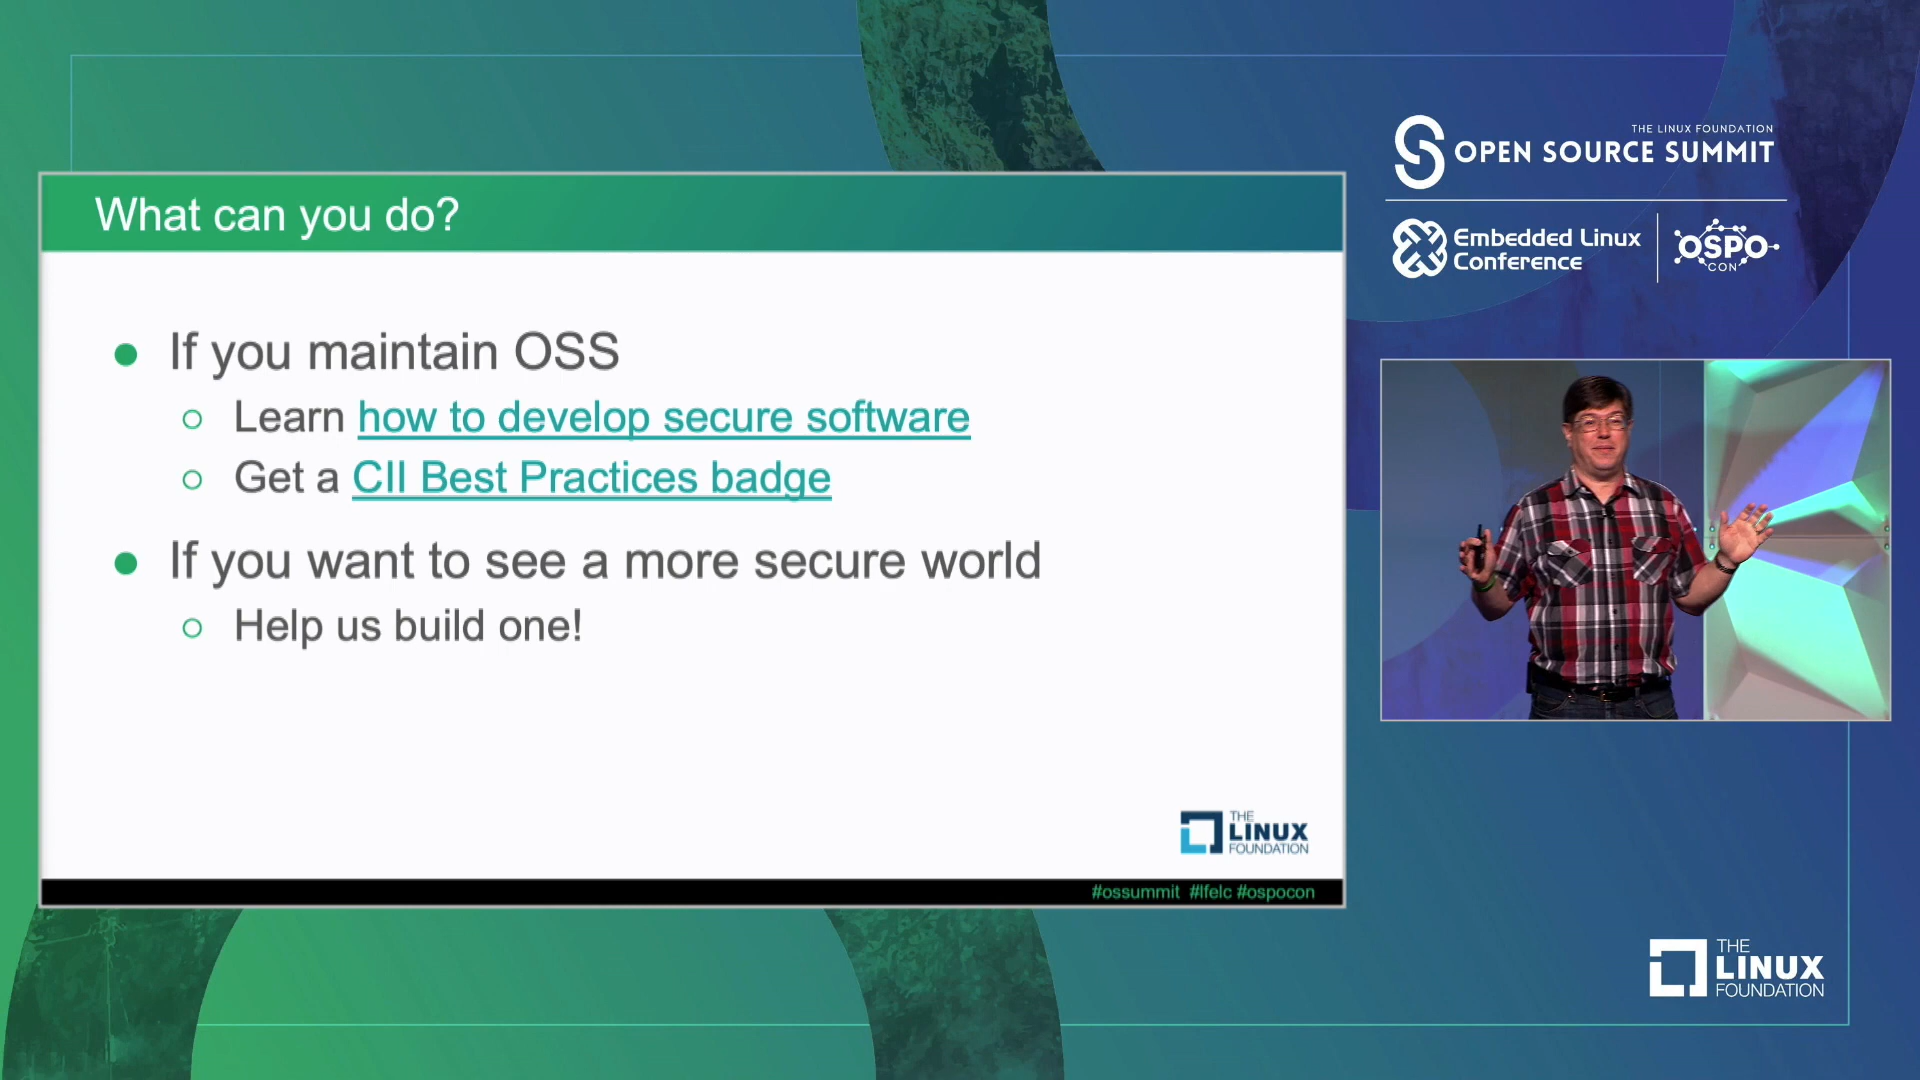 What can you do?
If you maintain OSS
Learn how to develop secure software
Get a CII Best Practices badge
If you want to see a more secure world
Help us build one!
THE
LINUX
FOUNDATION
#ossummit #lfelc #ospocon
THE LINUX FOUNDATION
OPEN SOURCE SUMMIT
Embedded Linux
Conference
OSPO
CON
THE
LINUX
FOUNDATION